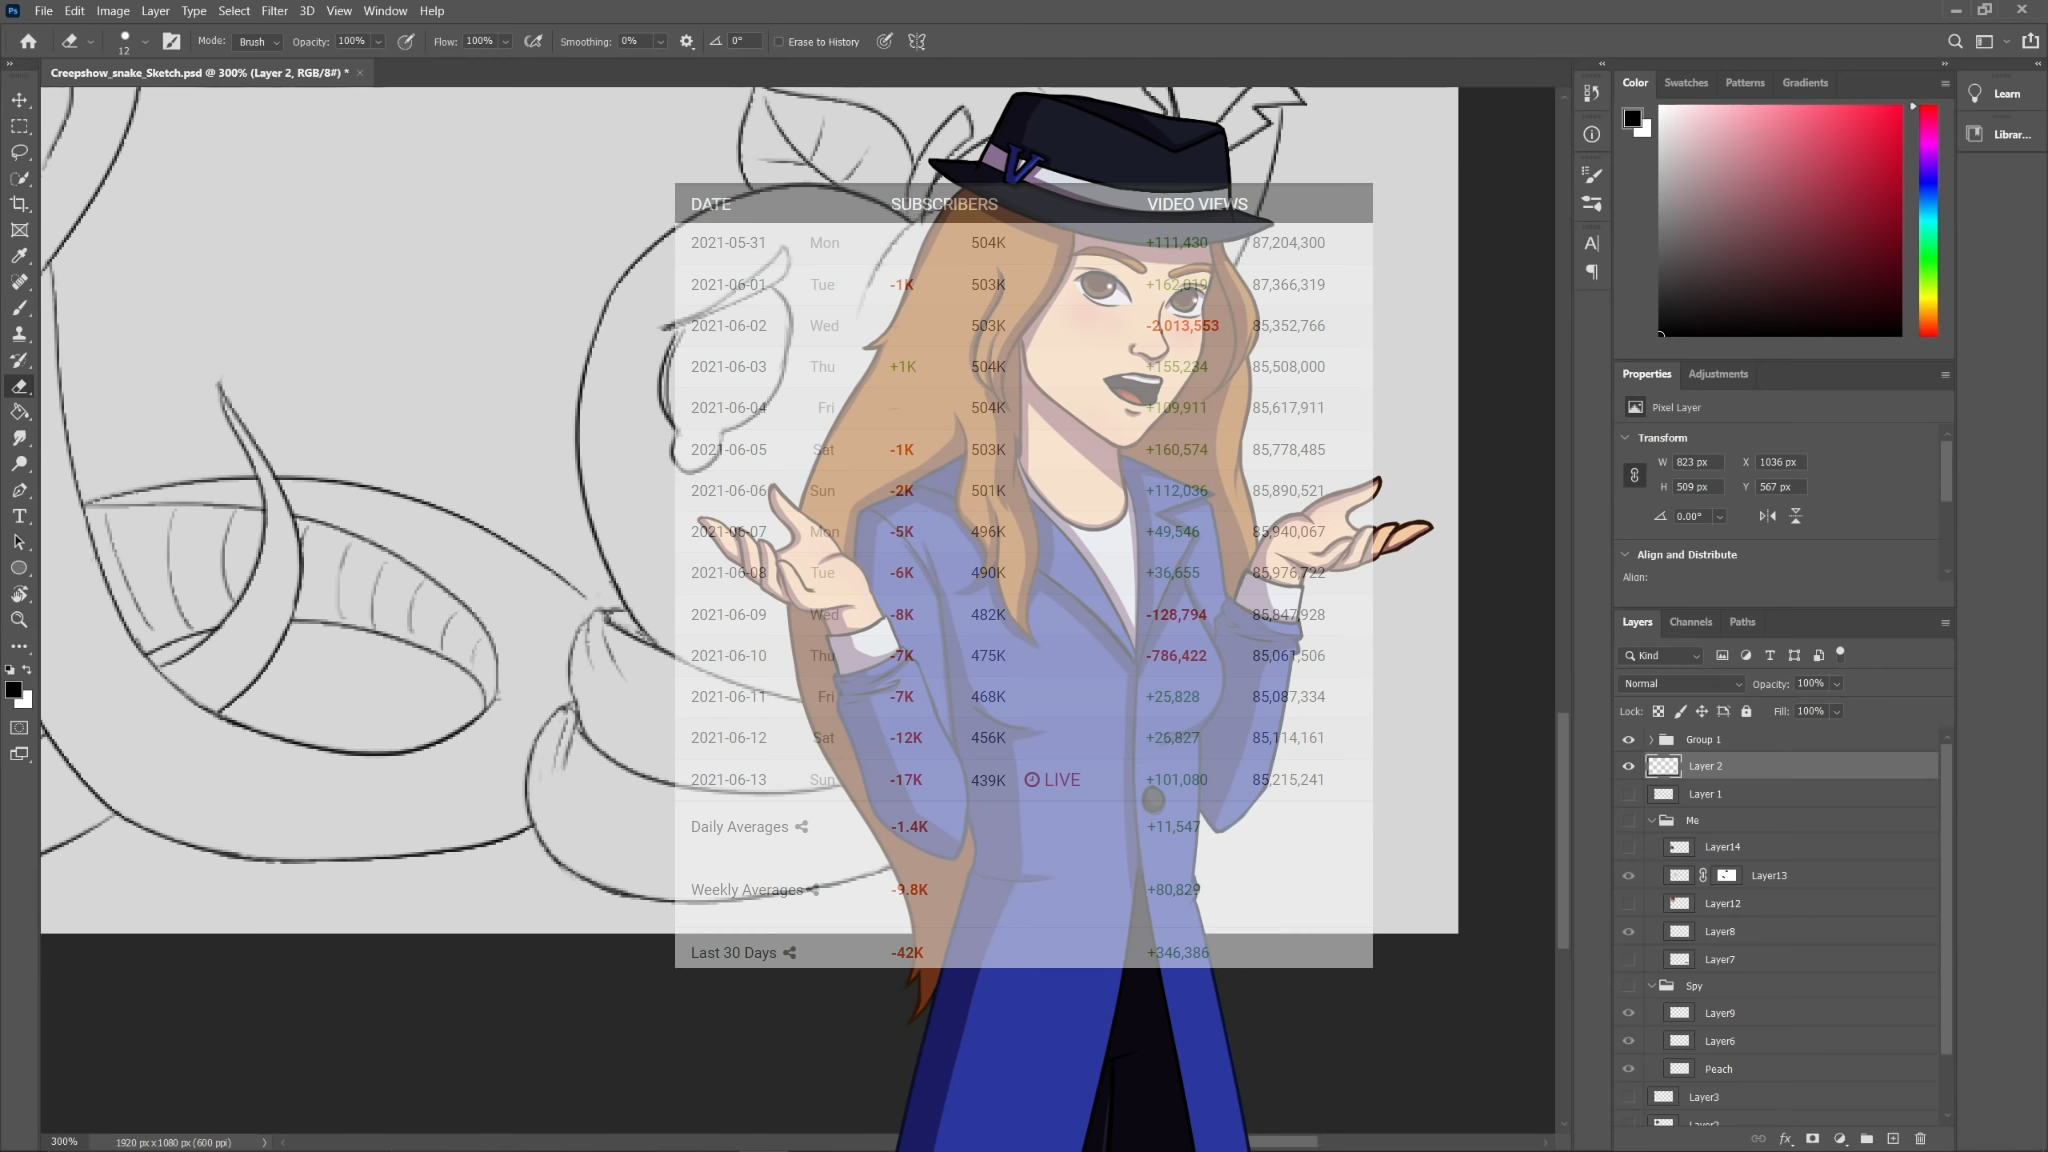 Ps File Edit Image Layer Type Select Filter 3D View Window Help
12 Mode: Brush Opacity: 100% Flow: 100% Smoothing: 0% 0° Erase to History
Creepshow_snake_Sketch.psd @ 300% (Layer 2, RGB/8#) *
V
DATE SUBSCRIBERS VIDEO VIEWS
2021-05-31 Mon 504K +111,430 87,204,300
2021-06-01 Tue -1K 503K +162,019 87,366,319
2021-06-02 Wed -- 503K -2,013,553 85,352,766
2021-06-03 Thu +1K 504K +155,234 85,508,000
2021-06-04 Fri -- 504K +109,911 85,617,911
2021-06-05 Sat -1K 503K +160,574 85,778,485
2021-06-06 Sun -2K 501K +112,036 85,890,521
2021-06-07 Mon -5K 496K +49,546 85,940,067
2021-06-08 Tue -6K 490K +36,655 85,976,722
2021-06-09 Wed -8K 482K -128,794 85,847,928
2021-06-10 Thu -7K 475K -786,422 85,061,506
2021-06-11 Fri -7K 468K +25,828 85,087,334
2021-06-12 Sat -12K 456K +26,827 85,114,161
2021-06-13 Sun -17K 439K LIVE +101,080 85,215,241
Daily Averages -1.4K +11,547
Weekly Averages -9.8K +80,829
Last 30 Days -42K +346,386
300% 1920 px x 1080 px (600 ppi)
Color Swatches Patterns Gradients
Learn
Librar...
Properties Adjustments
Pixel Layer
Transform
W 823 px X 1036 px
H 509 px Y 567 px
0.00°
Align and Distribute
Align:
Layers Channels Paths
Kind
Normal Opacity: 100%
Lock: Fill: 100%
Group 1
Layer 2
Layer 1
Me
Layer14
Layer13
Layer12
Layer8
Layer7
Spy
Layer9
Layer6
Peach
Layer3
fx